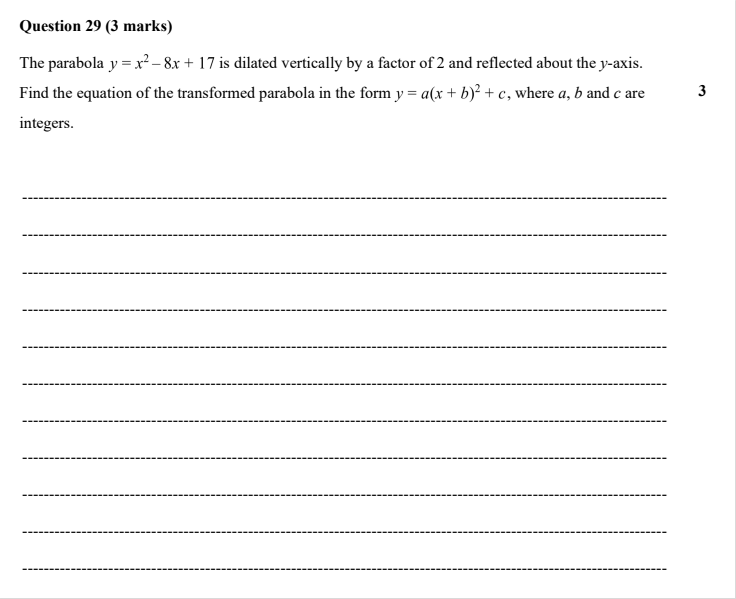 Question 29 (3 marks)
The parabola y = x² – 8x + 17 is dilated vertically by a factor of 2 and reflected about the y-axis.
Find the equation of the transformed parabola in the form y = a(x + b)² + c, where a, b and c are 3
integers.